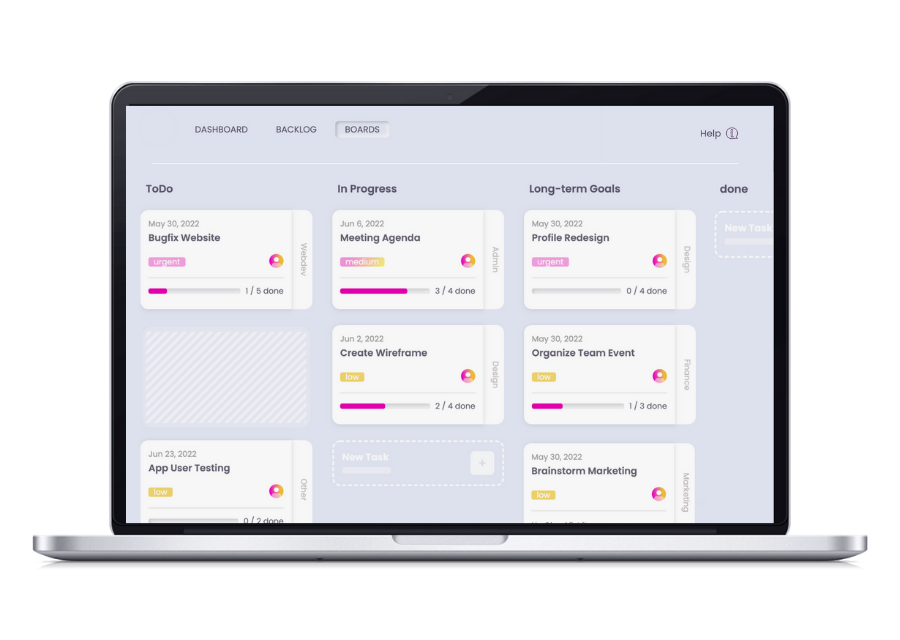 DASHBOARD
BACKLOG
BOARDS
Help
ToDo
May 30, 2022
Bugfix Website
urgent
1 / 5 done
Webdev
Jun 23, 2022
App User Testing
low
0 / 2 done
Other
In Progress
Jun 6, 2022
Meeting Agenda
medium
3 / 4 done
Admin
Jun 2, 2022
Create Wireframe
low
2 / 4 done
Design
New Task
+
Long-term Goals
May 30, 2022
Profile Redesign
urgent
0 / 4 done
Design
May 30, 2022
Organize Team Event
low
1 / 3 done
Finance
May 30, 2022
Brainstorm Marketing
low
Marketing
done
New Task